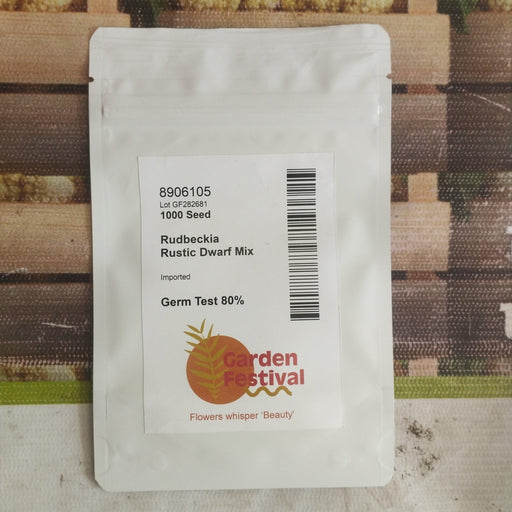 8906105
Lot GF282681
1000 Seed
Rudbeckia
Rustic Dwarf Mix
Imported
Germ Test 80%
Garden
Festival
Flowers whisper 'Beauty'